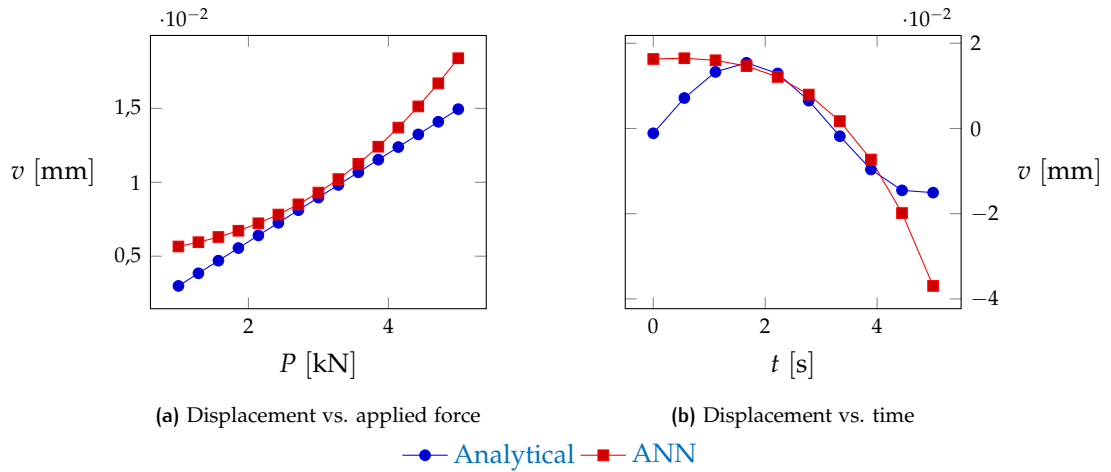 ·10⁻²
1,5
1
0,5
v [mm]
2
4
P [kN]
(a) Displacement vs. applied force
·10⁻²
2
0
−2
−4
v [mm]
0
2
4
t [s]
(b) Displacement vs. time
Analytical
ANN